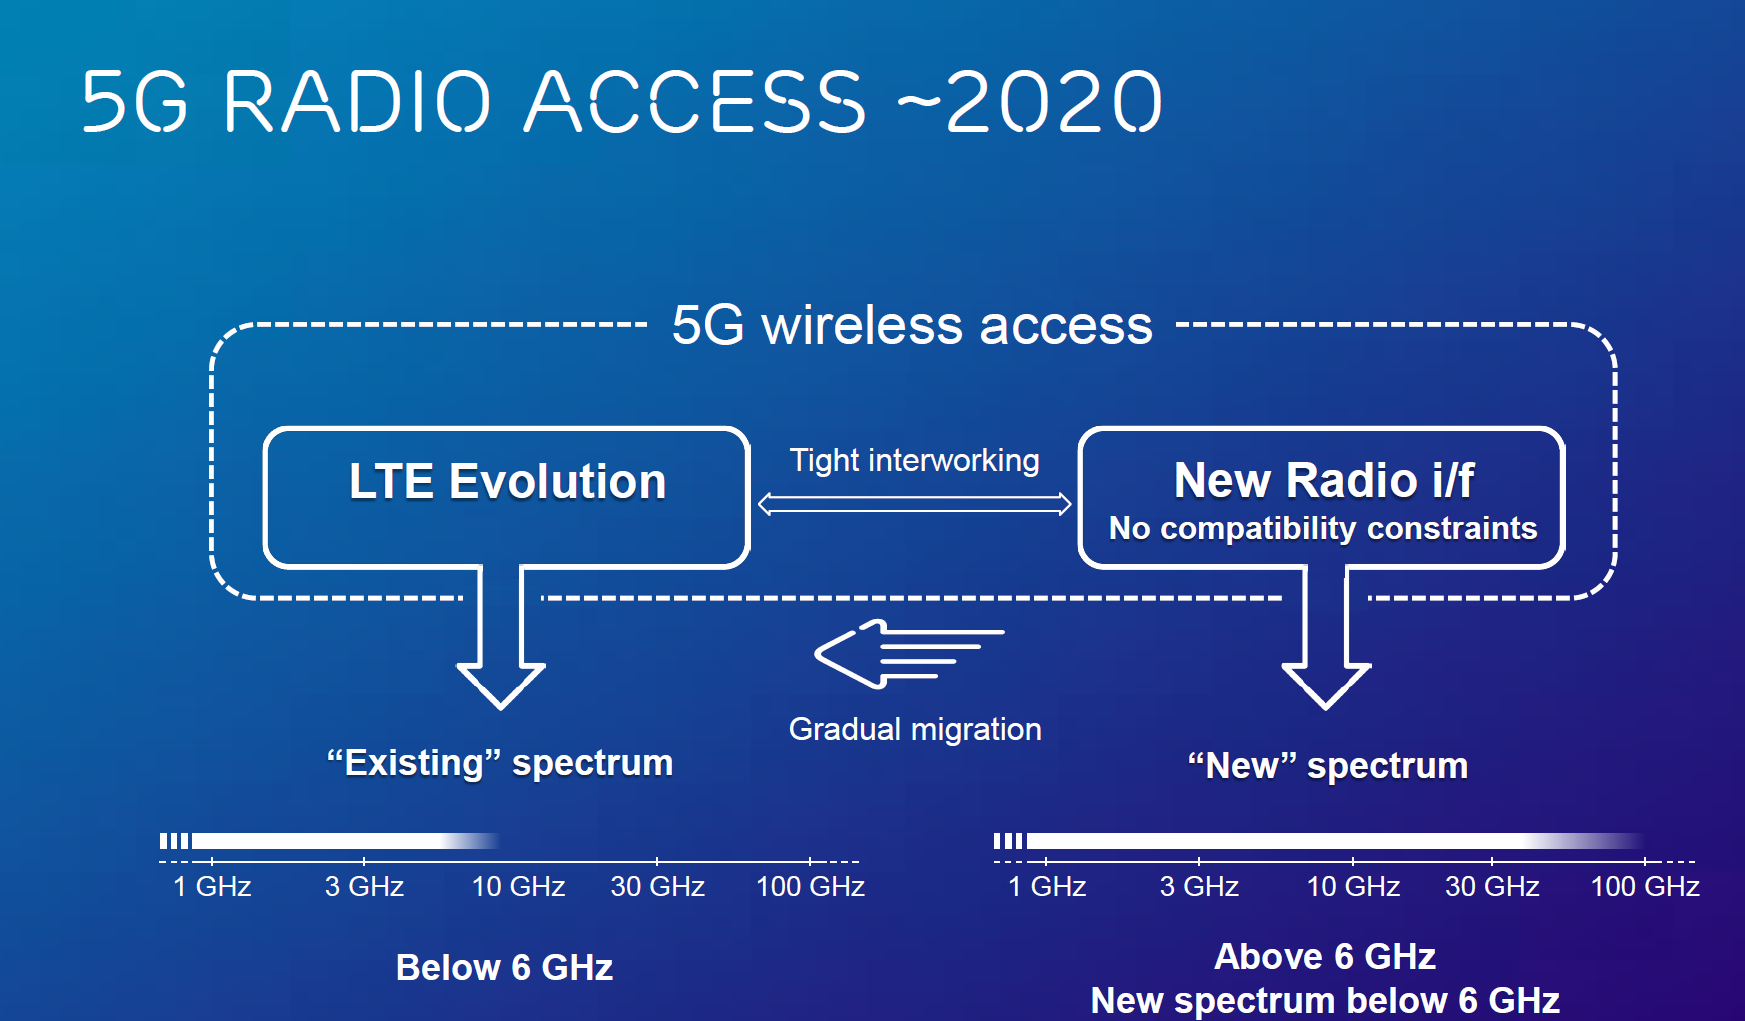 5G RADIO ACCESS ~2020
5G wireless access
LTE Evolution
Tight interworking
New Radio i/f
No compatibility constraints
Gradual migration
“Existing” spectrum
“New” spectrum
1 GHz 3 GHz 10 GHz 30 GHz 100 GHz
1 GHz 3 GHz 10 GHz 30 GHz 100 GHz
Below 6 GHz
Above 6 GHz
New spectrum below 6 GHz